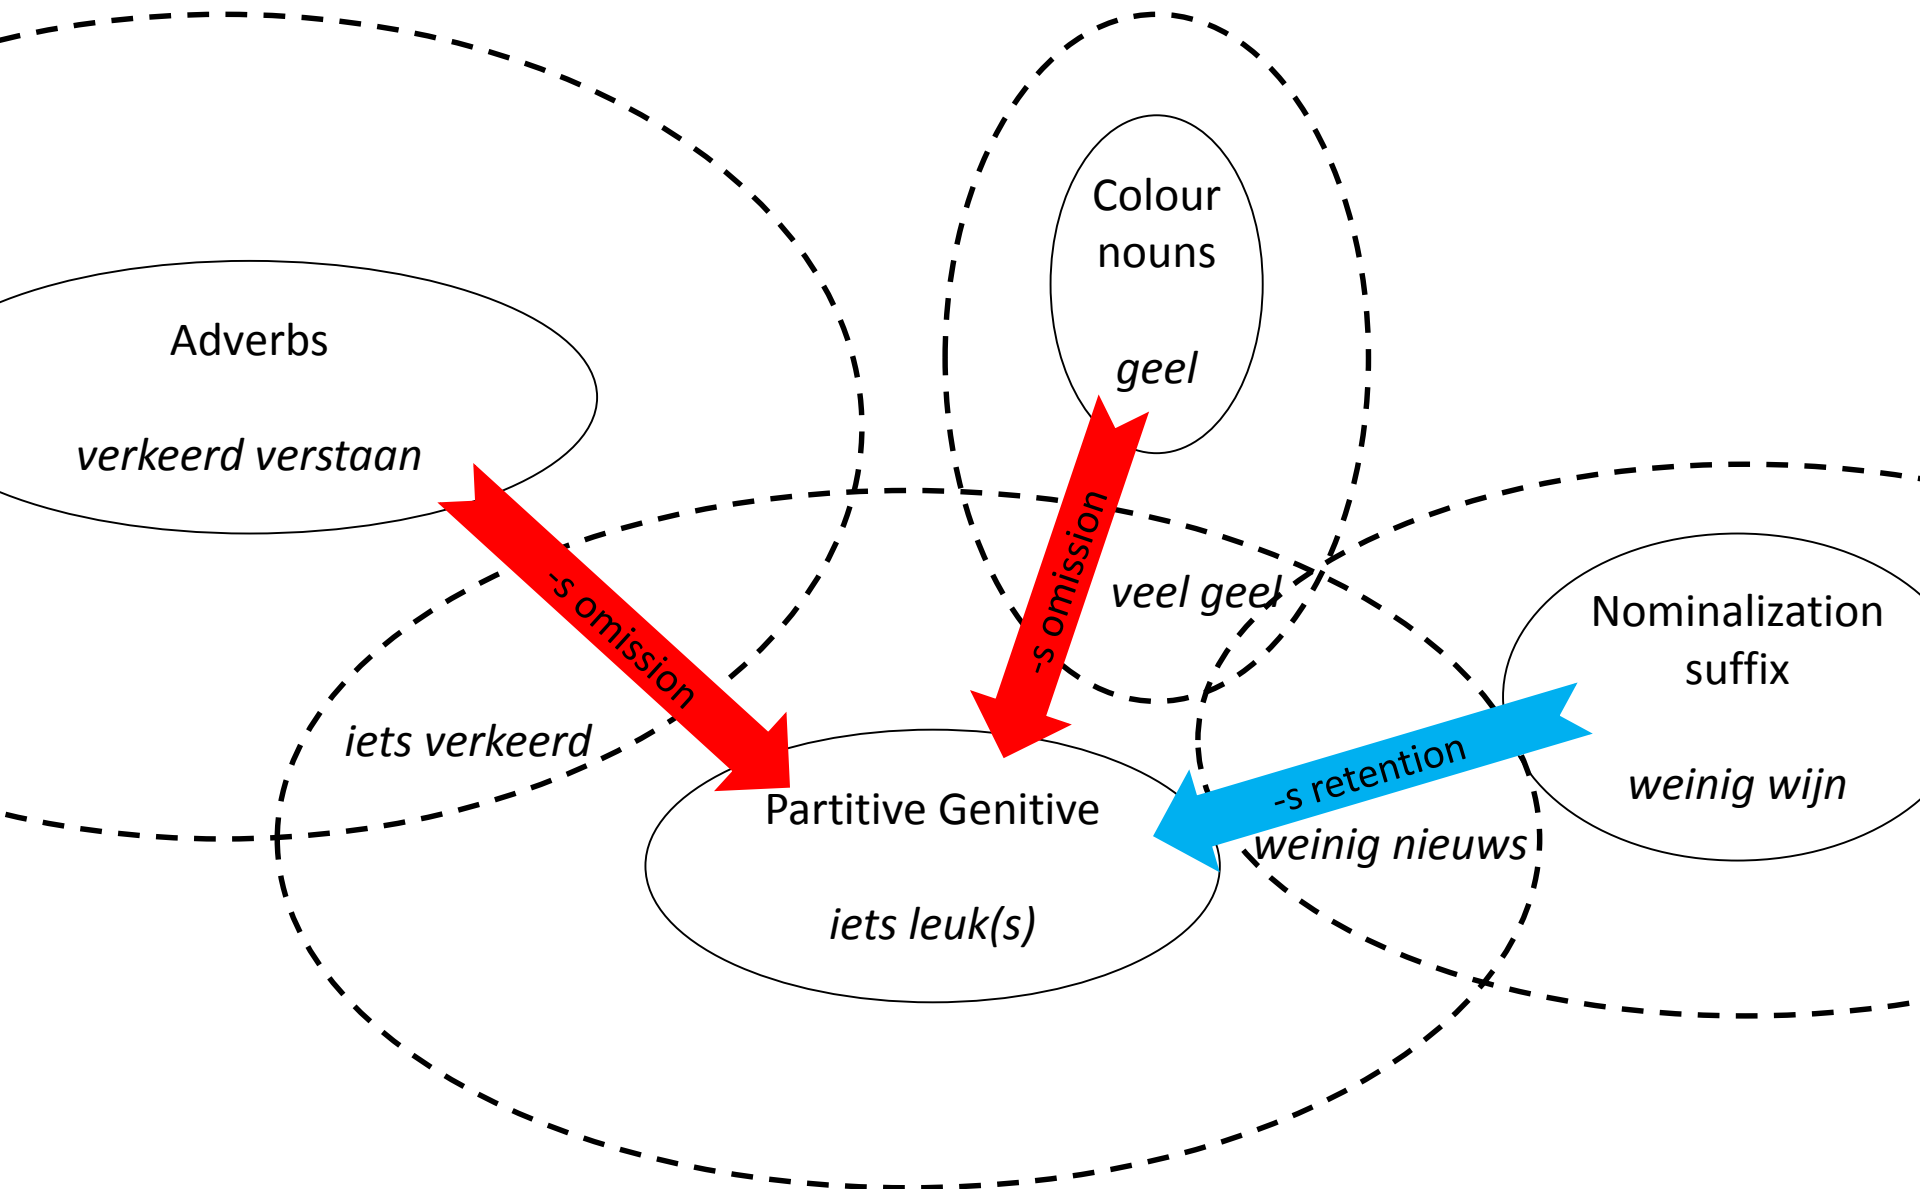 Colour
nouns
geel
Adverbs
verkeerd verstaan
-s omission
-s omission
veel geel
Nominalization
suffix
weinig wijn
iets verkeerd
-s retention
Partitive Genitive
iets leuk(s)
weinig nieuws